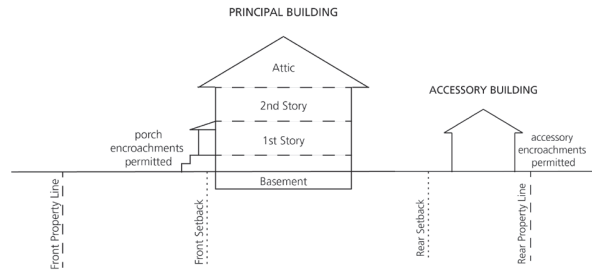 PRINCIPAL BUILDING
Attic
ACCESSORY BUILDING
2nd Story
porch
encroachments
permitted
1st Story
accessory
encroachments
permitted
Basement
Front Property Line
Front Setback
Rear Setback
Rear Property Line